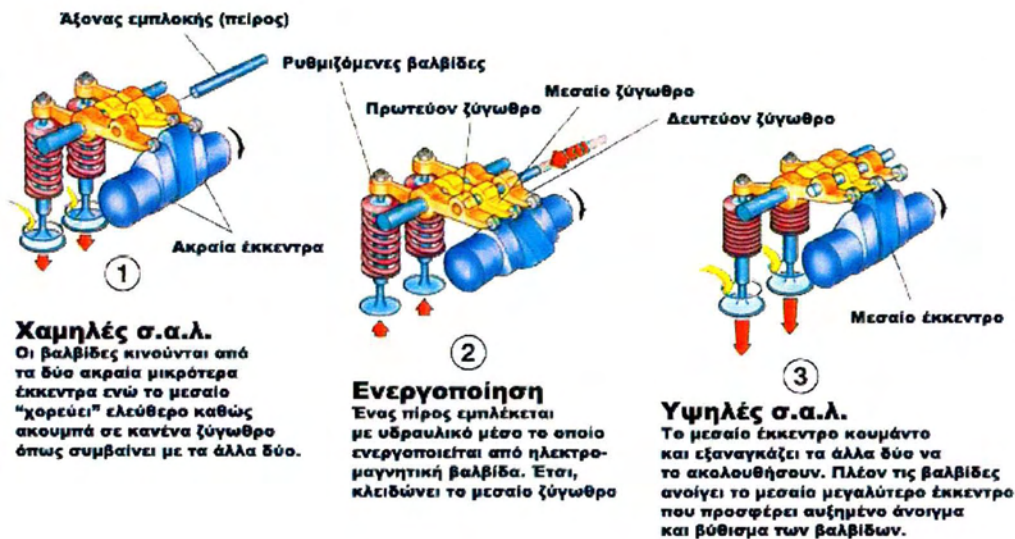 Άξονας εμπλοκής (πείρος)
Ρυθμιζόμενες βαλβίδες
Πρωτεύον ζύγωθρο
Μεσαίο ζύγωθρο
Δευτεύον ζύγωθρο
Ακραία έκκεντρα
Μεσαίο έκκεντρο
1
Χαμηλές σ.α.λ.
Οι βαλβίδες κινούνται από
τα δύο ακραία μικρότερα
έκκεντρα ενώ το μεσαίο
"χορεύει" ελεύθερο καθώς
ακουμπά σε κανένα ζύγωθρο
όπως συμβαίνει με τα άλλα δύο.
2
Ενεργοποίηση
Ένας πίρος εμπλέκεται
με υδραυλικό μέσο το οποίο
ενεργοποιείται από ηλεκτρο-
μαγνητική βαλβίδα. Έτσι,
κλειδώνει το μεσαίο ζύγωθρο
3
Υψηλές σ.α.λ.
Το μεσαίο έκκεντρο κουμάντο
και εξαναγκάζει τα άλλα δύο να
το ακολουθήσουν. Πλέον τις βαλβίδες
ανοίγει το μεσαίο μεγαλύτερο έκκεντρο
που προσφέρει αυξημένο άνοιγμα
και βύθισμα των βαλβίδων.